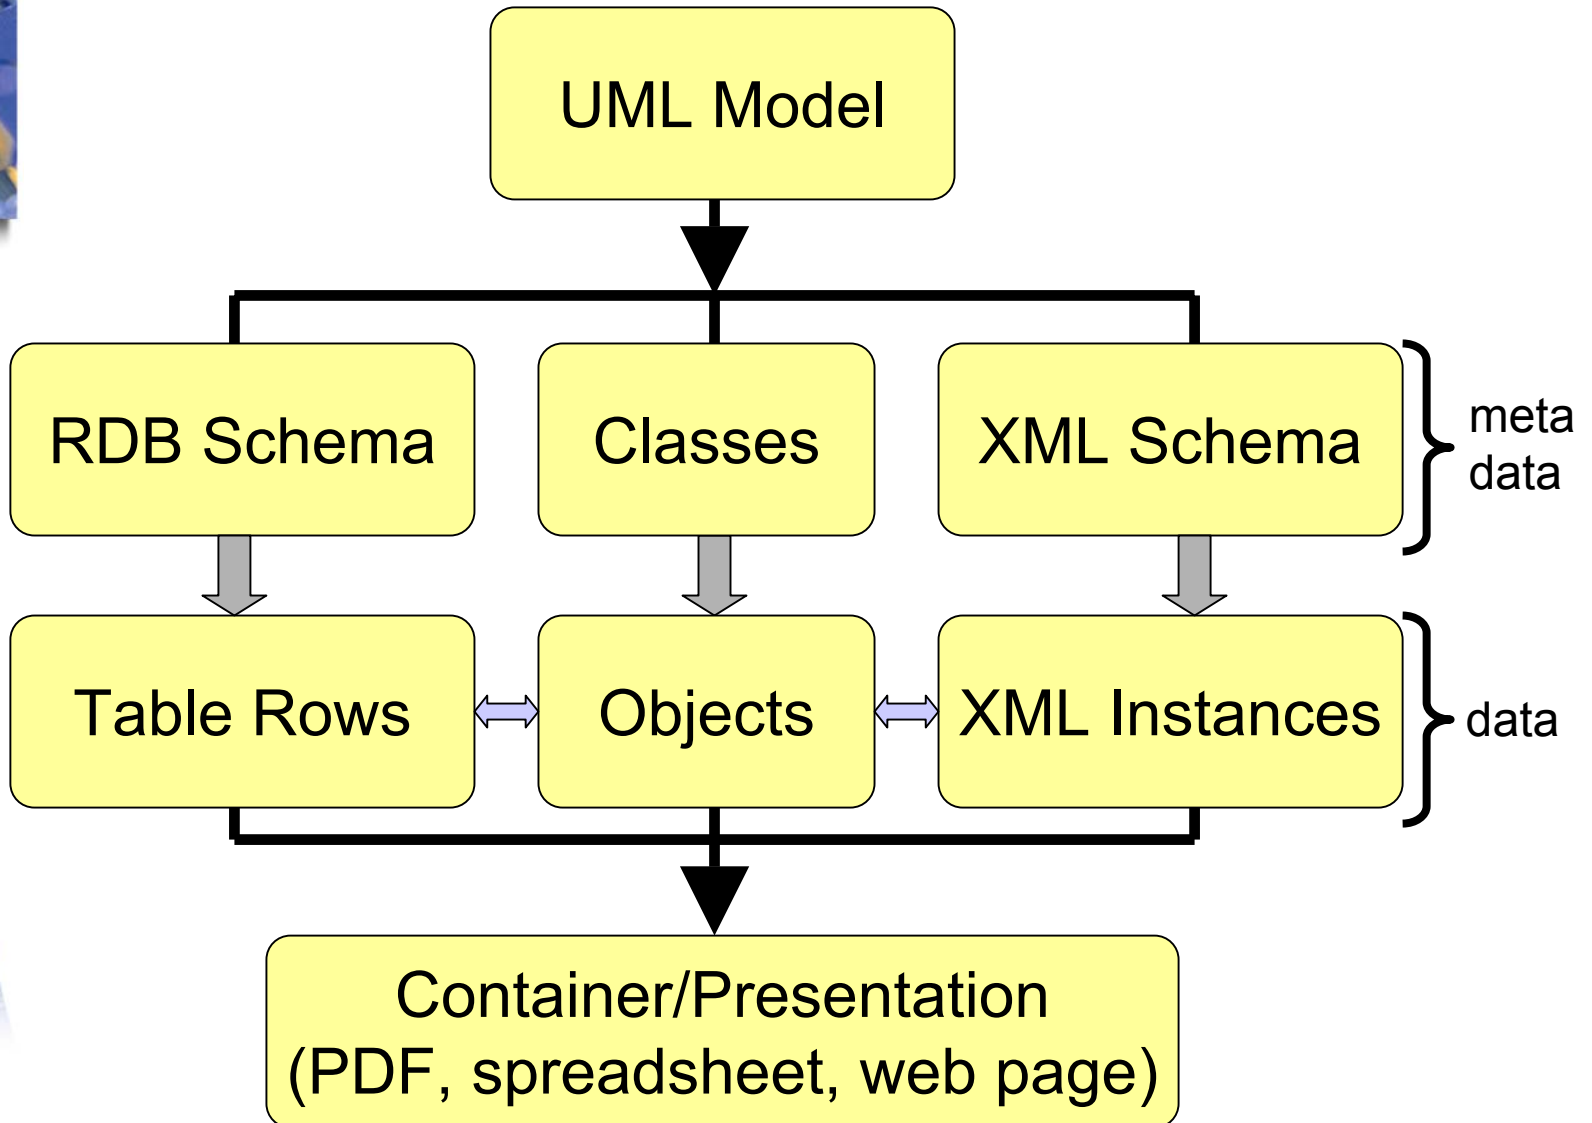 UML Model
RDB Schema
Classes
XML Schema
meta
data
Table Rows
Objects
XML Instances
data
Container/Presentation
(PDF, spreadsheet, web page)